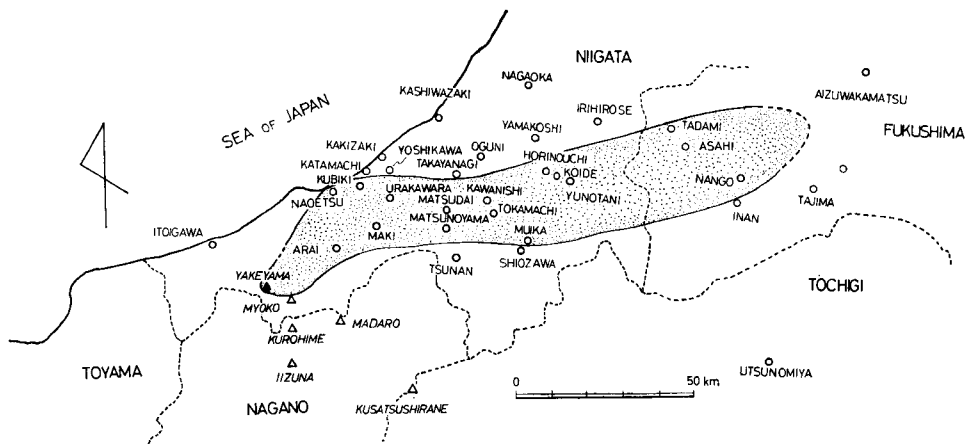 NIIGATA
NAGAOKA
AIZUWAKAMATSU
KASHIWAZAKI
SEA OF JAPAN
IRIHIROSE
YAMAKOSHI
TADAMI
FUKUSHIMA
KAKIZAKI
YOSHIKAWA
OGUNI
ASAHI
KATAMACHI
TAKAYANAGI
HORINOUCHI
KUBIKI
KOIDE
NANGO
NAOETSU
URAKAWARA
KAWANISHI
YUNOTANI
TAJIMA
MATSUDAI
TOKAMACHI
INAN
MATSUNOYAMA
ITOIGAWA
MAKI
MUIKA
ARAI
SHIOZAWA
TSUNAN
YAKEYAMA
TOCHIGI
MYOKO
MADARO
KUROHIME
TOYAMA
IIZUNA
UTSUNOMIYA
0 50 km
NAGANO
KUSATSUSHIRANE